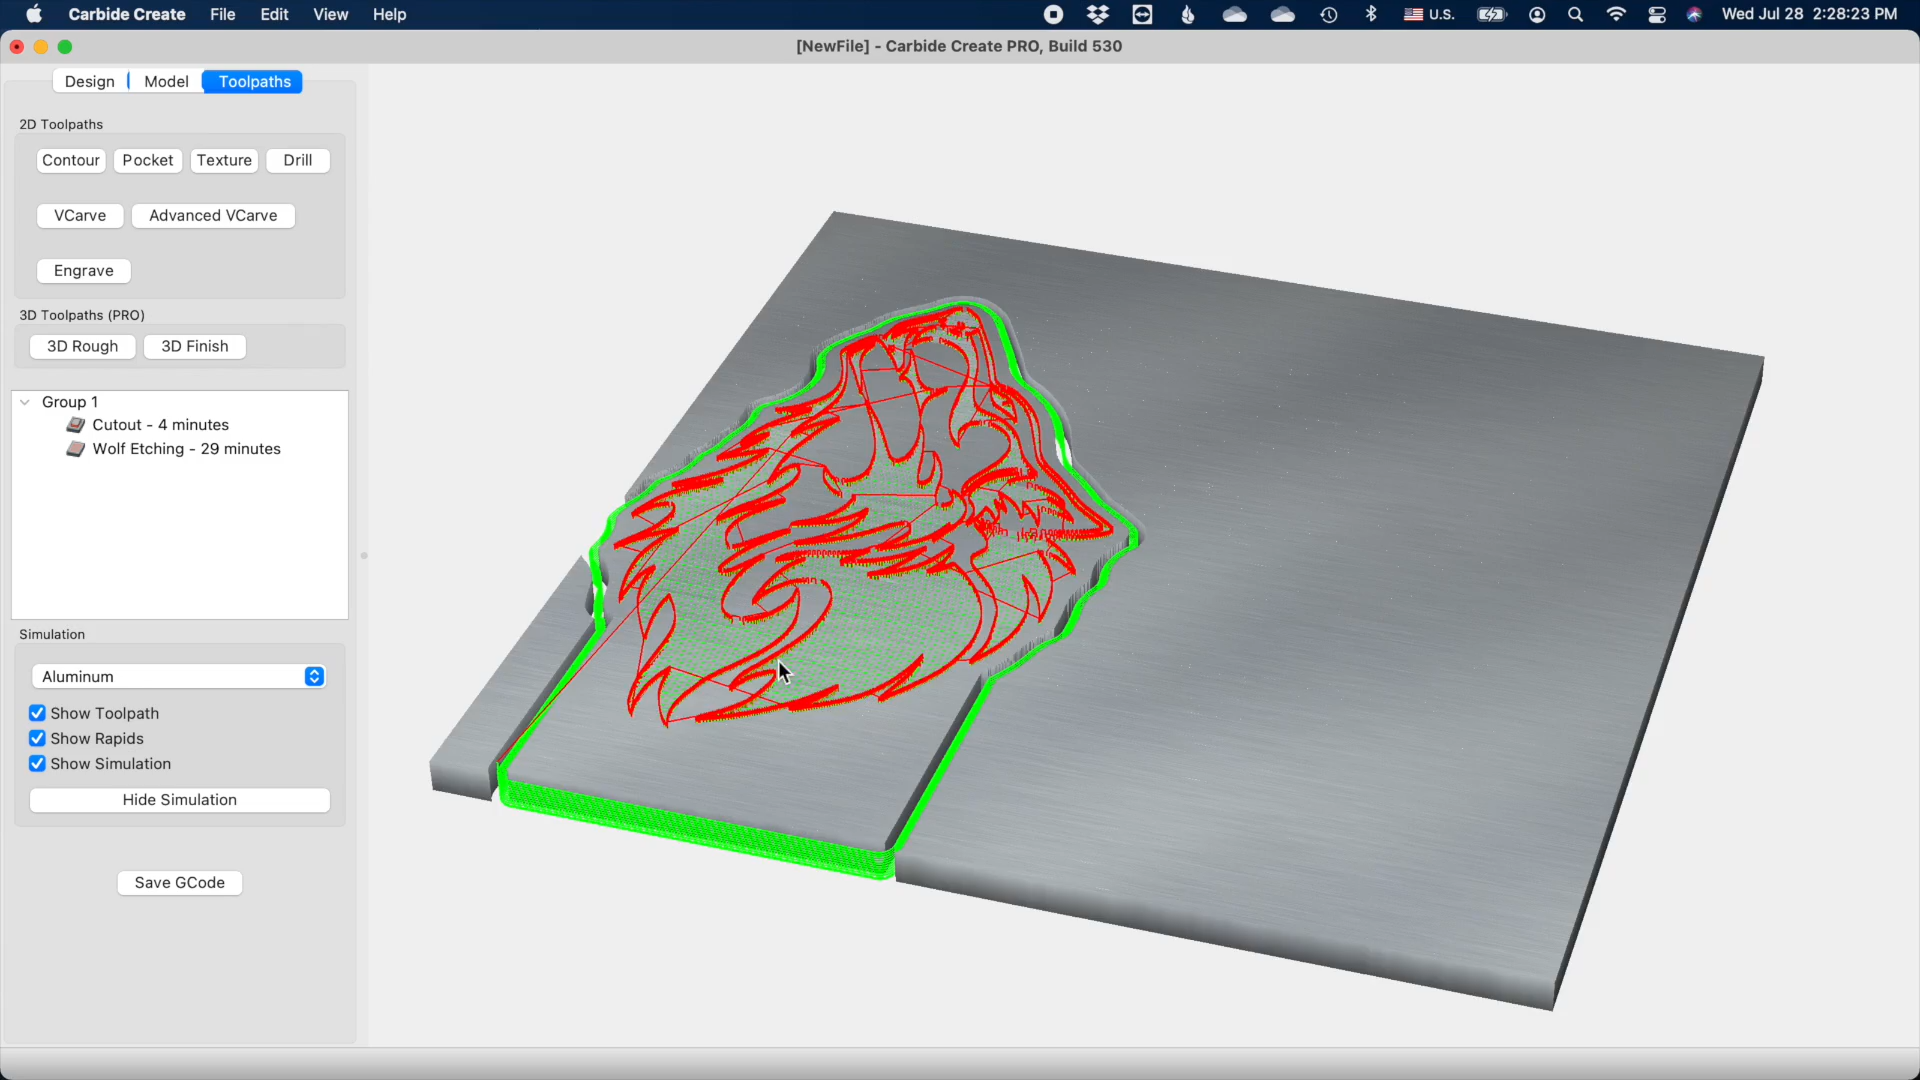 Carbide Create File Edit View Help U.S. Wed Jul 28 2:28:23 PM
[NewFile] - Carbide Create PRO, Build 530
Design Model Toolpaths
2D Toolpaths
Contour Pocket Texture Drill
VCarve Advanced VCarve
Engrave
3D Toolpaths (PRO)
3D Rough 3D Finish
Group 1
Cutout - 4 minutes
Wolf Etching - 29 minutes
Simulation
Aluminum
Show Toolpath
Show Rapids
Show Simulation
Hide Simulation
Save GCode